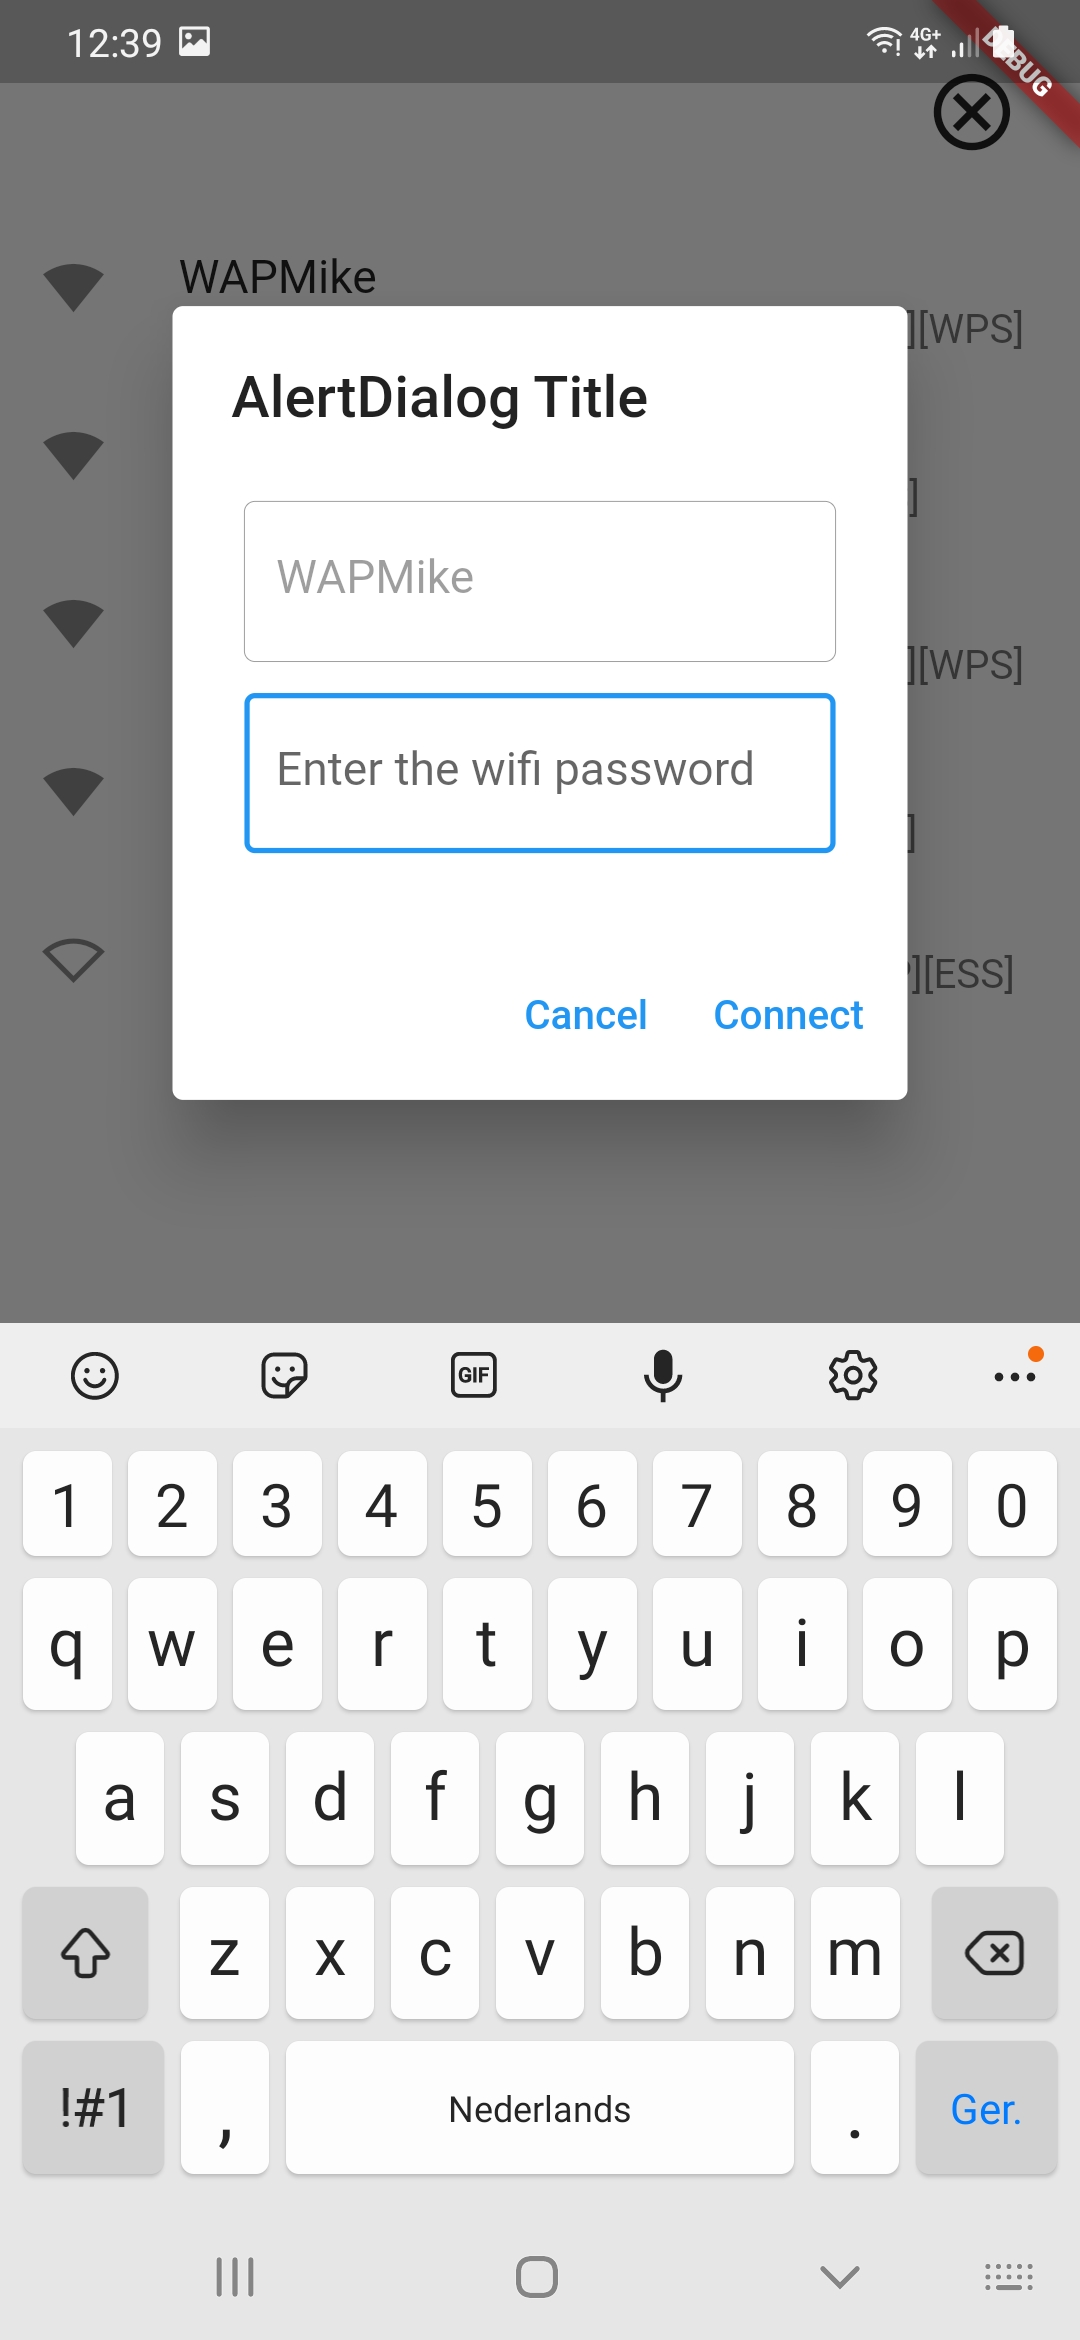 12:39
4G+
DEBUG
WAPMike
][WPS]
AlertDialog Title
]
WAPMike
][WPS]
Enter the wifi password
]
][ESS]
Cancel Connect
GIF
1 2 3 4 5 6 7 8 9 0
q w e r t y u i o p
a s d f g h j k l
z x c v b n m
!#1 , Nederlands . Ger.